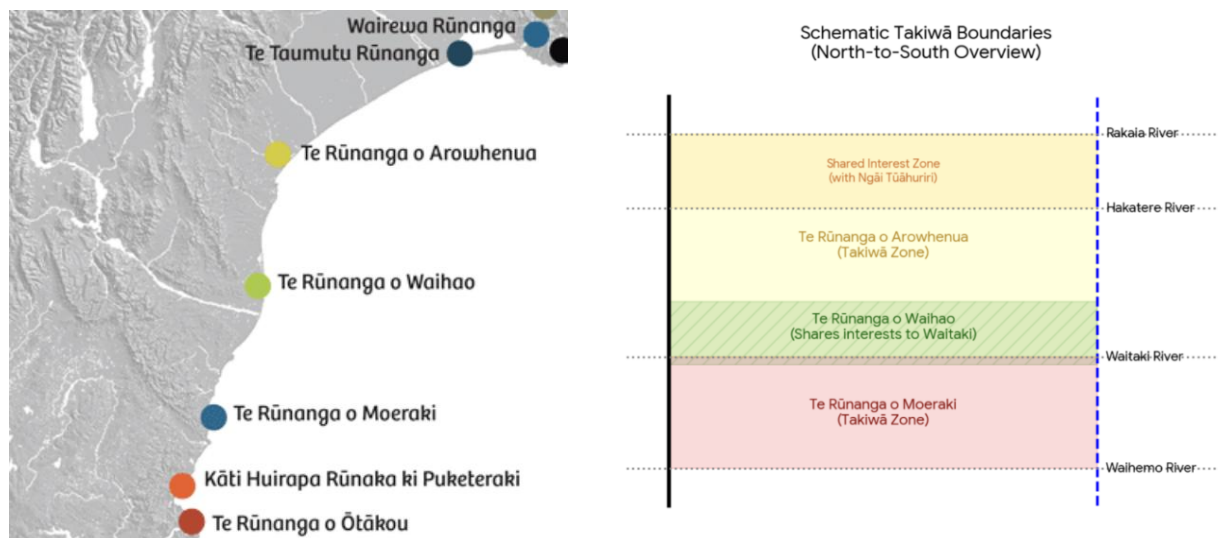 Wairewa Rūnanga
Te Taumutu Rūnanga
Te Rūnanga o Arowhenua
Te Rūnanga o Waihao
Te Rūnanga o Moeraki
Kāti Huirapa Rūnaka ki Puketeraki
Te Rūnanga o Ōtākou
Schematic Takiwā Boundaries
(North-to-South Overview)
Rakaia River
Shared Interest Zone
(with Ngāi Tūāhuriri)
Hakatere River
Te Rūnanga o Arowhenua
(Takiwā Zone)
Te Rūnanga o Waihao
(Shares interests to Waitaki)
Waitaki River
Te Rūnanga o Moeraki
(Takiwā Zone)
Waihemo River